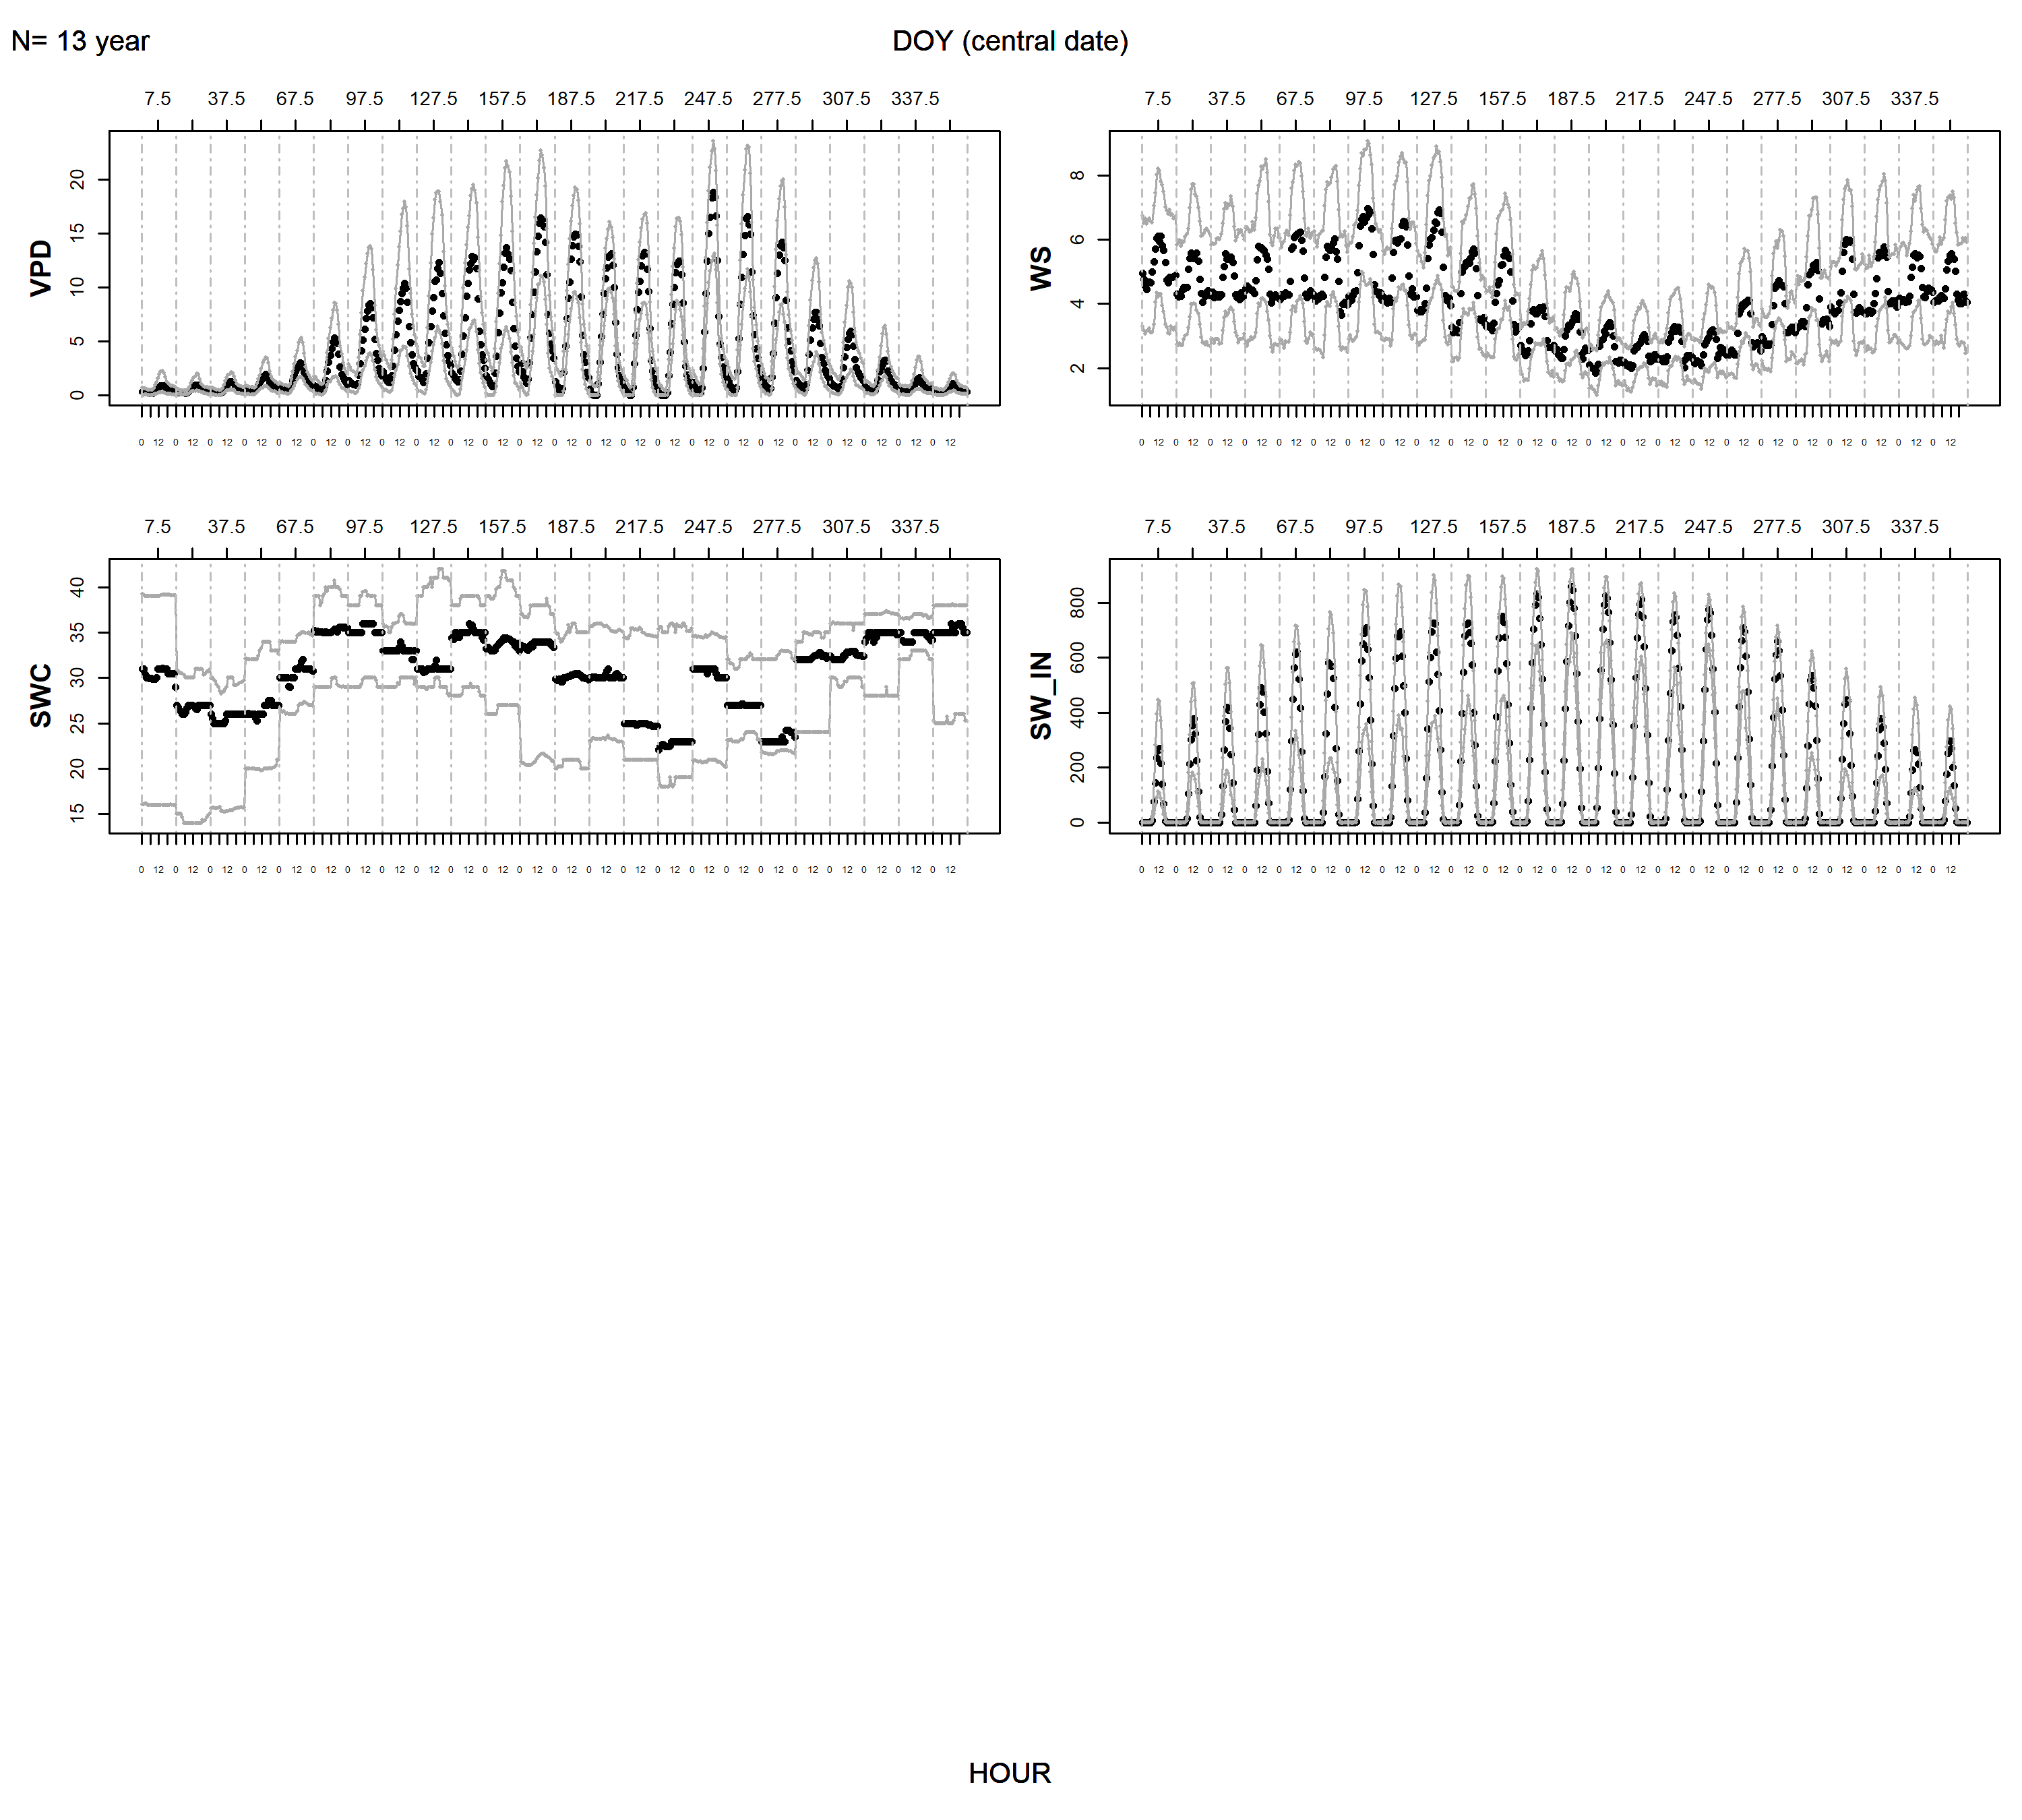 N= 13 year
DOY (central date)
7.5 37.5 67.5 97.5 127.5 157.5 187.5 217.5 247.5 277.5 307.5 337.5
VPD
0 5 10 15 20
0 12 0 12 0 12 0 12 0 12 0 12 0 12 0 12 0 12 0 12 0 12 0 12 0 12 0 12 0 12 0 12 0 12 0 12 0 12 0 12 0 12 0 12 0 12 0 12
7.5 37.5 67.5 97.5 127.5 157.5 187.5 217.5 247.5 277.5 307.5 337.5
WS
2 4 6 8
0 12 0 12 0 12 0 12 0 12 0 12 0 12 0 12 0 12 0 12 0 12 0 12 0 12 0 12 0 12 0 12 0 12 0 12 0 12 0 12 0 12 0 12 0 12 0 12
7.5 37.5 67.5 97.5 127.5 157.5 187.5 217.5 247.5 277.5 307.5 337.5
SWC
15 20 25 30 35 40
0 12 0 12 0 12 0 12 0 12 0 12 0 12 0 12 0 12 0 12 0 12 0 12 0 12 0 12 0 12 0 12 0 12 0 12 0 12 0 12 0 12 0 12 0 12 0 12
7.5 37.5 67.5 97.5 127.5 157.5 187.5 217.5 247.5 277.5 307.5 337.5
SW_IN
0 200 400 600 800
0 12 0 12 0 12 0 12 0 12 0 12 0 12 0 12 0 12 0 12 0 12 0 12 0 12 0 12 0 12 0 12 0 12 0 12 0 12 0 12 0 12 0 12 0 12 0 12
HOUR